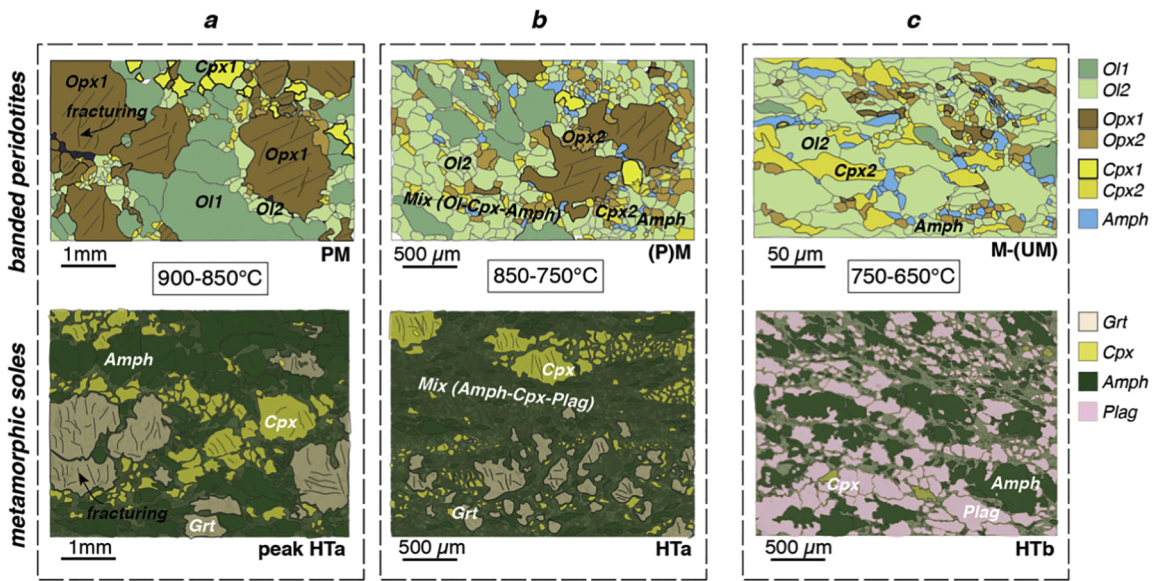 a
b
c
banded peridotites
Opx1
fracturing
Cpx1
Opx1
Ol1
Ol2
1mm
PM
Opx2
Ol2
Mix (Ol-Cpx-Amph)
Cpx2
Amph
500 µm
(P)M
Ol2
Cpx2
Amph
50 µm
M-(UM)
Ol1
Ol2
Opx1
Opx2
Cpx1
Cpx2
Amph
900-850°C
850-750°C
750-650°C
metamorphic soles
Amph
Cpx
fracturing
Grt
1mm
peak HTa
Cpx
Mix (Amph-Cpx-Plag)
Grt
500 µm
HTa
Cpx
Amph
Plag
500 µm
HTb
Grt
Cpx
Amph
Plag